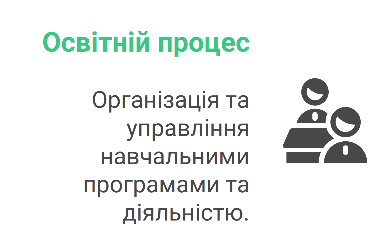 Освітній процес
Організація та
управління
навчальними
програмами та
діяльністю.